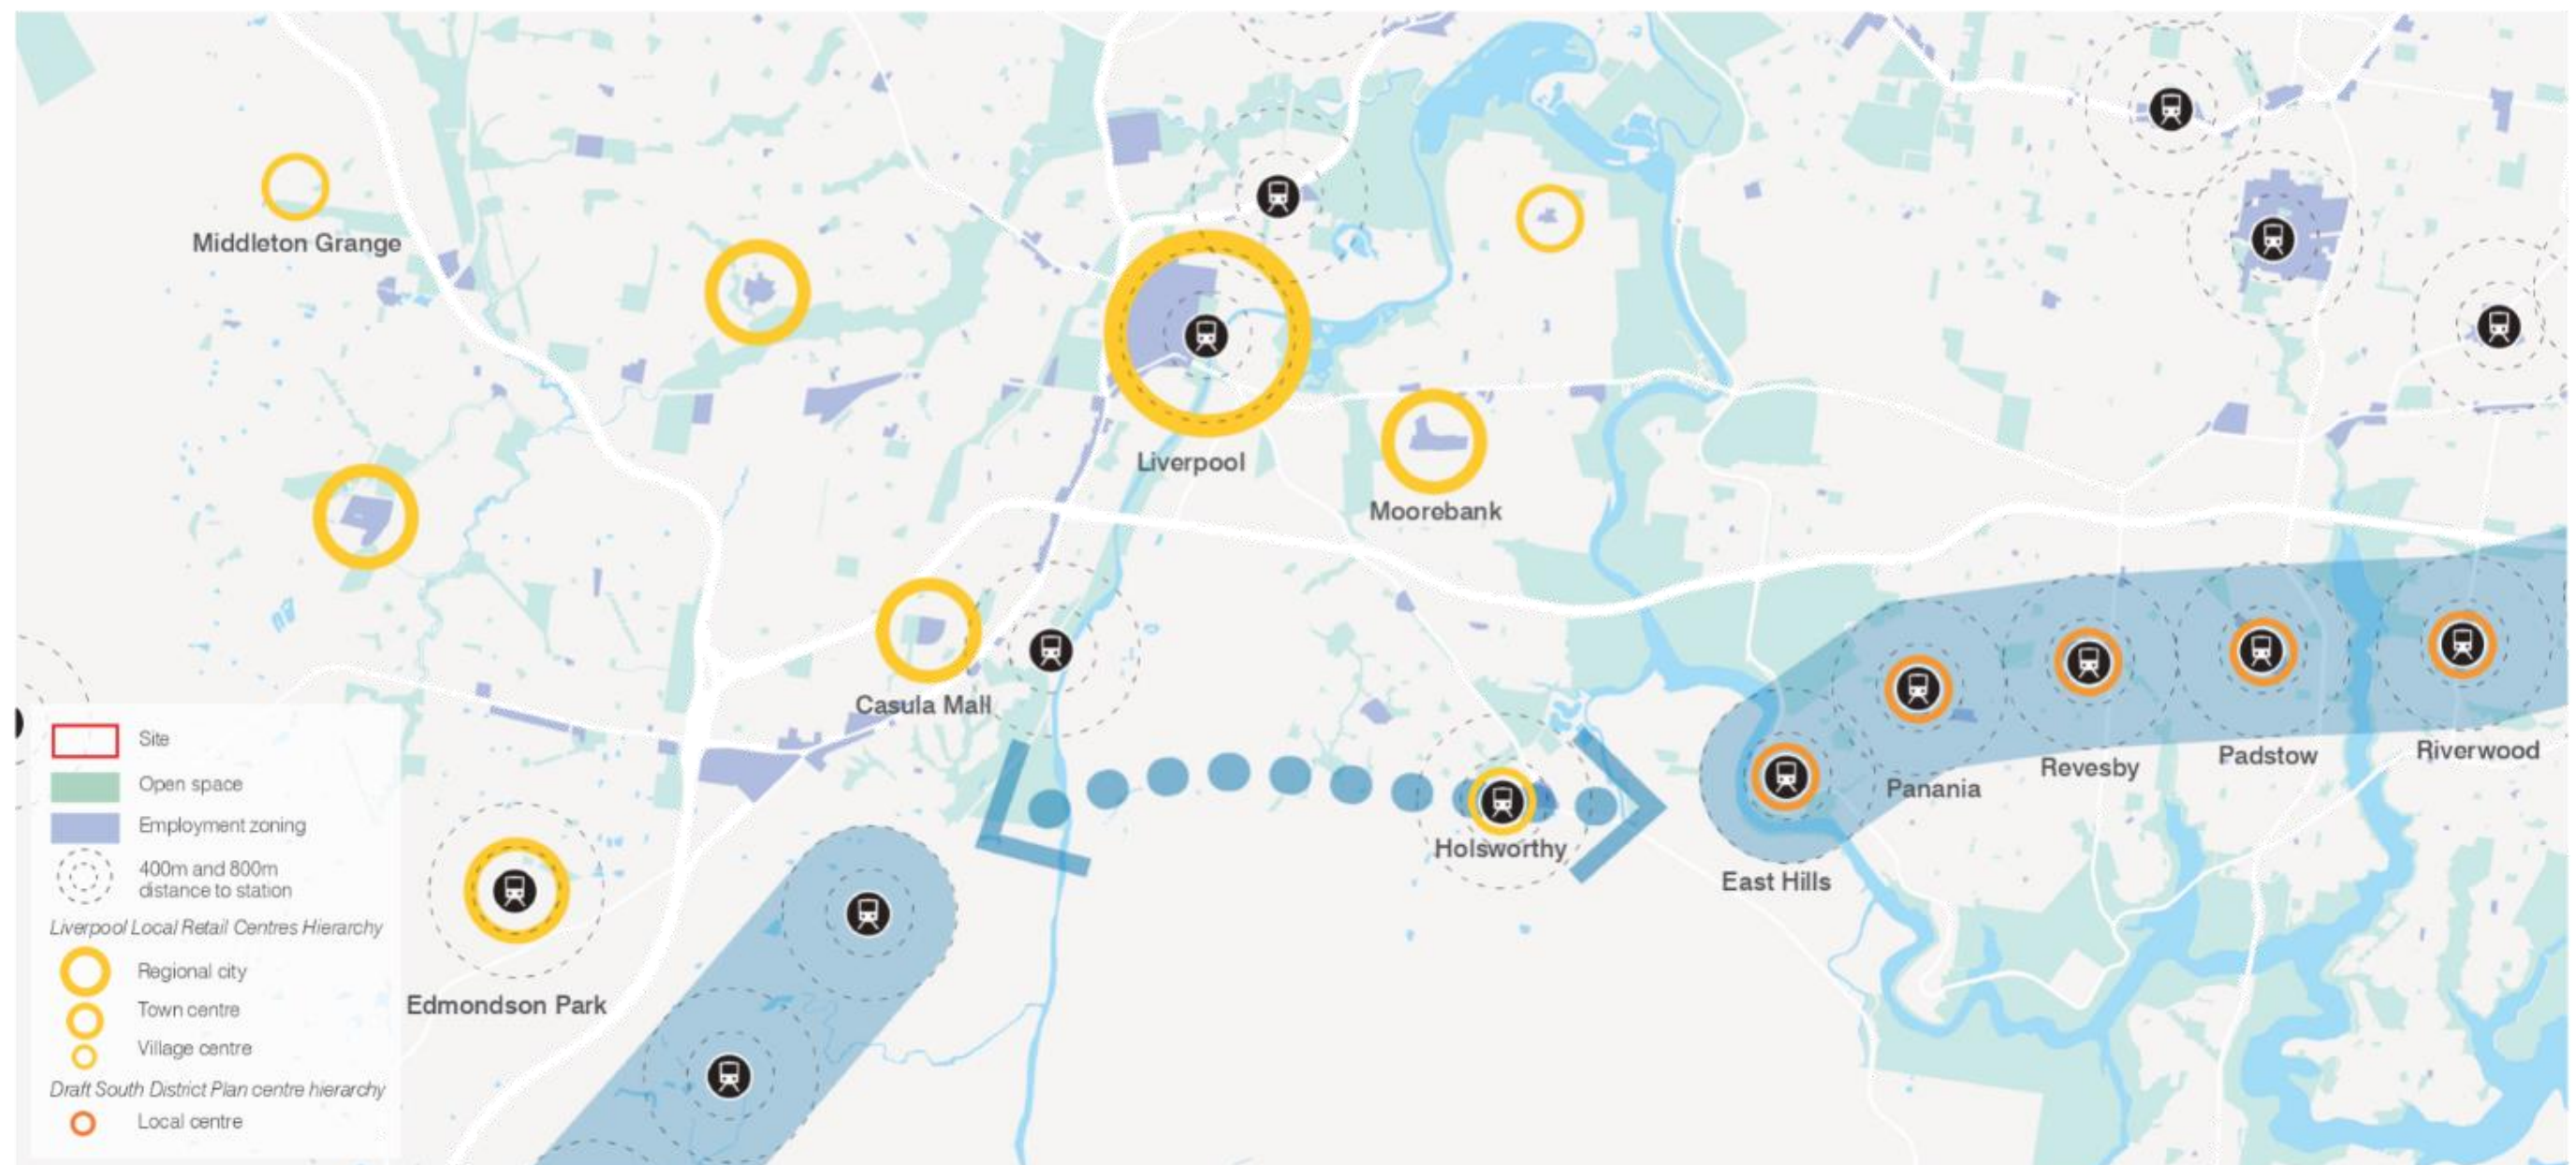 Middleton Grange
Liverpool
Moorebank
Casula Mall
Holsworthy
East Hills
Panania
Revesby
Padstow
Riverwood
Edmondson Park
Site
Open space
Employment zoning
400m and 800m
distance to station
Liverpool Local Retail Centres Hierarchy
Regional city
Town centre
Village centre
Draft South District Plan centre hierarchy
Local centre